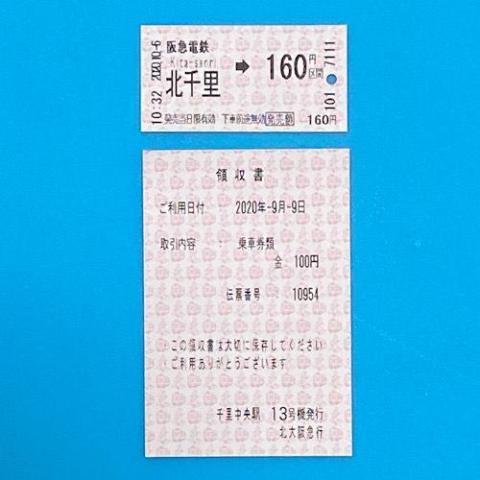 阪急電鉄
Kita-senri
北千里 ➡ 160円区間
発売当日限有効 下車前途無効 発売額 160円
10:32
101 7111
領収書
ご利用日付 2020年-9月-9日
取引内容 : 乗車券類
金 100円
伝票番号 : 10954
・この領収書は大切に保存してください
・ご利用ありがとうございます
千里中央駅 13号機発行
北大阪急行